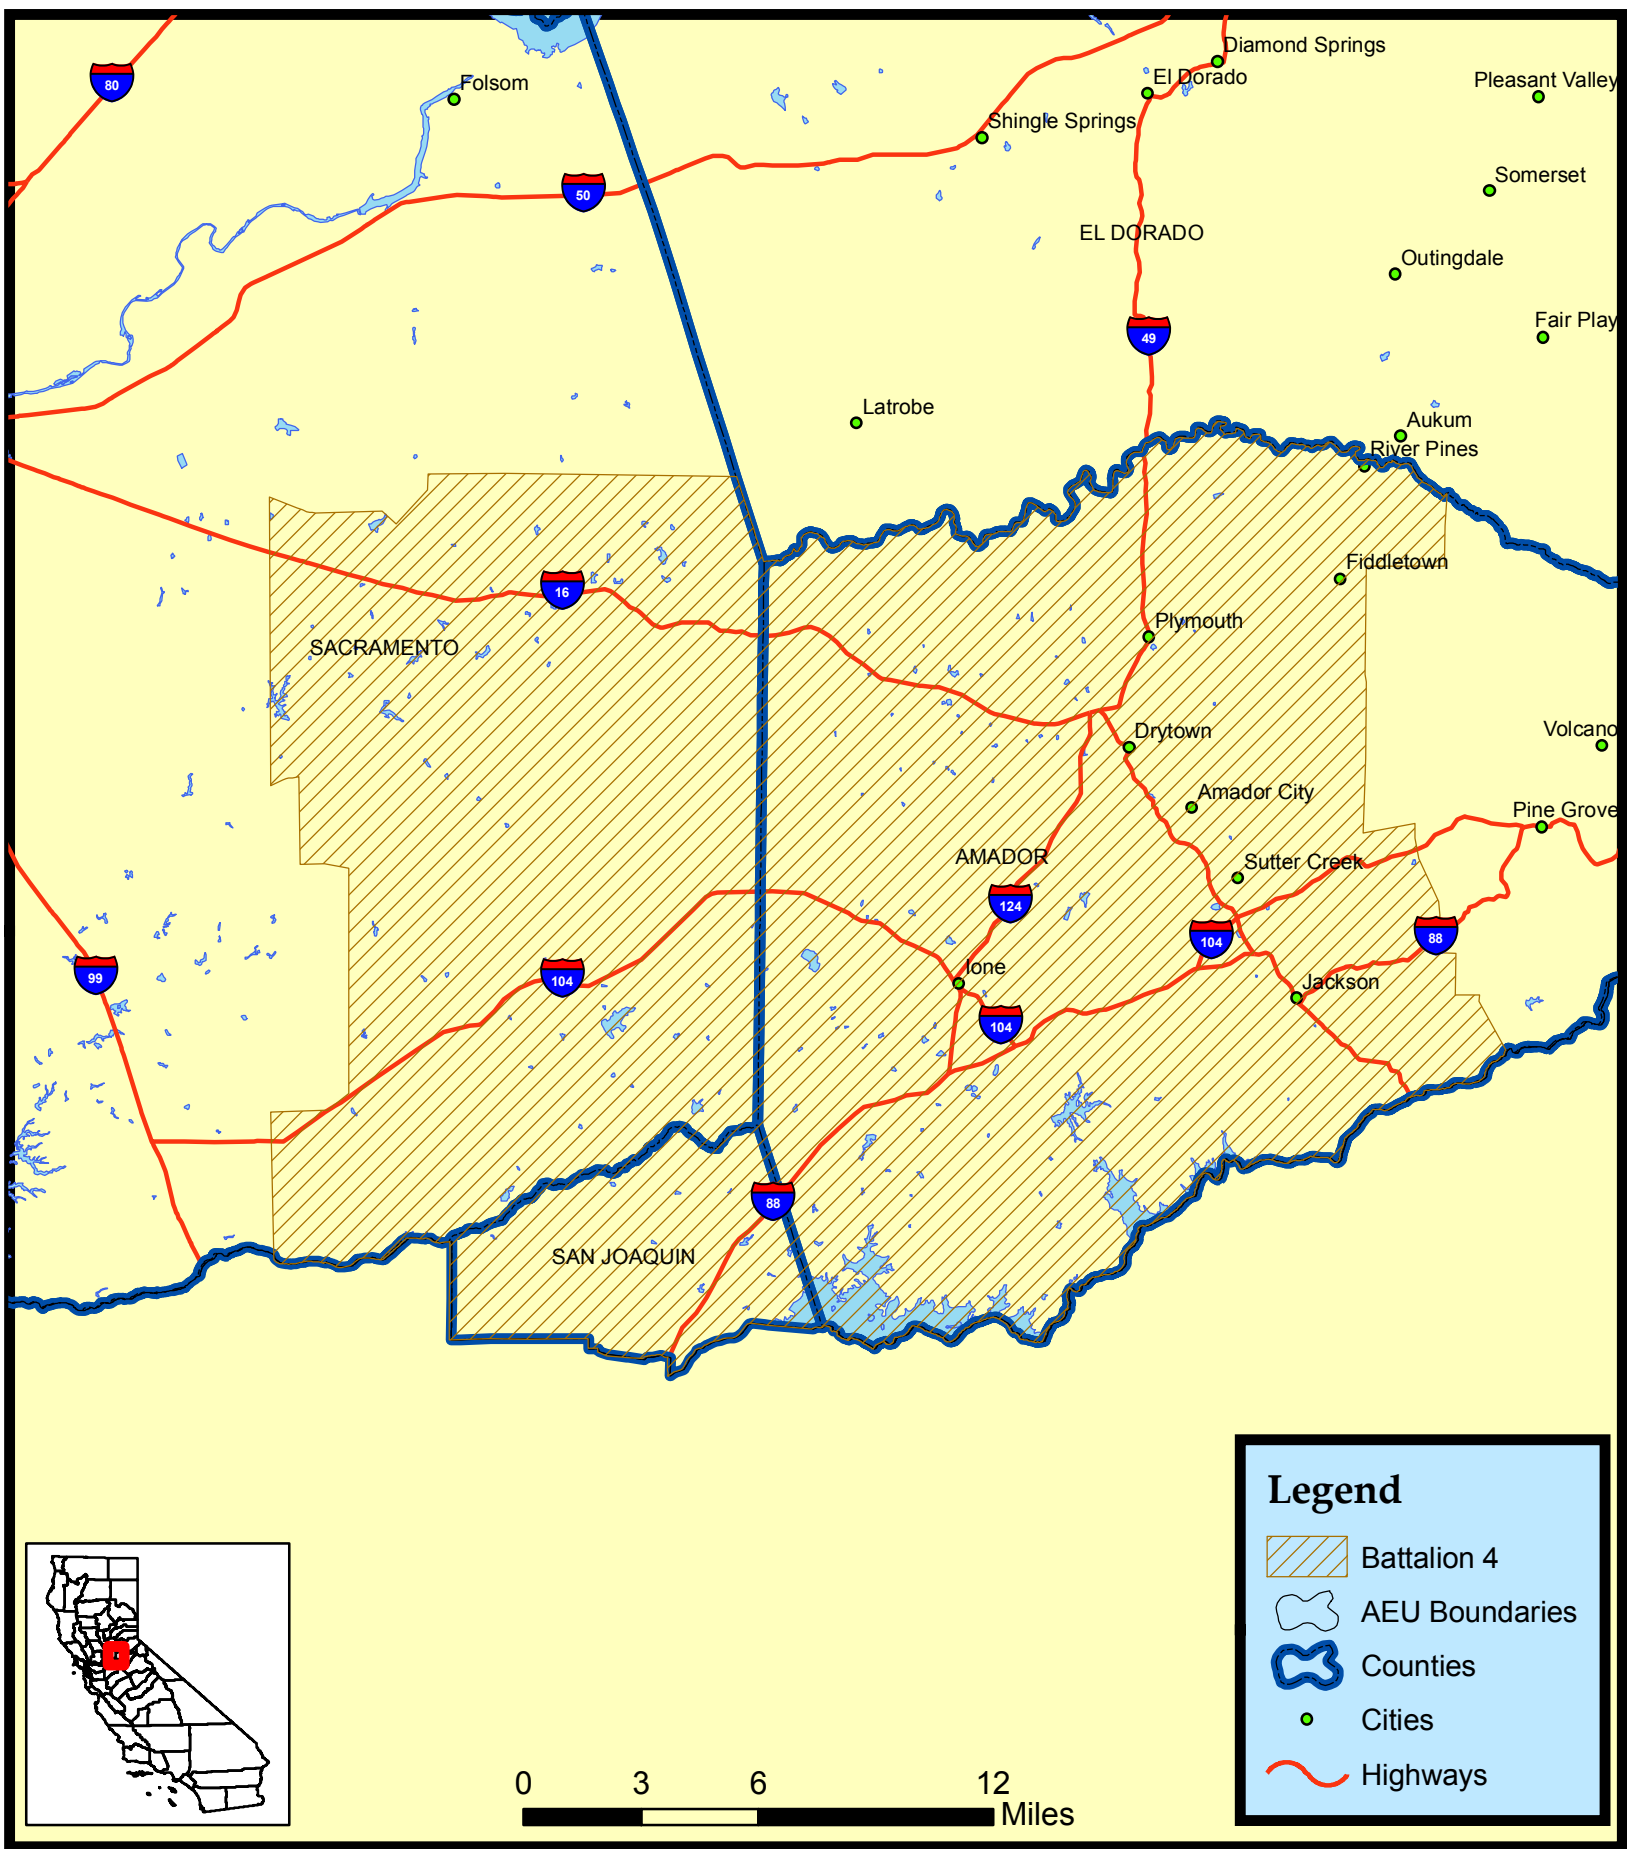 Diamond Springs
80
Folsom
El Dorado
Pleasant Valley
Shingle Springs
50
Somerset
EL DORADO
Outingdale
49
Fair Play
Latrobe
Aukum
River Pines
Fiddletown
16
SACRAMENTO
Plymouth
Drytown
Volcano
Amador City
Pine Grove
AMADOR
Sutter Creek
124
104
88
99
104
Ione
Jackson
104
88
SAN JOAQUIN
Legend
Battalion 4
AEU Boundaries
Counties
Cities
Highways
0 3 6 12
Miles